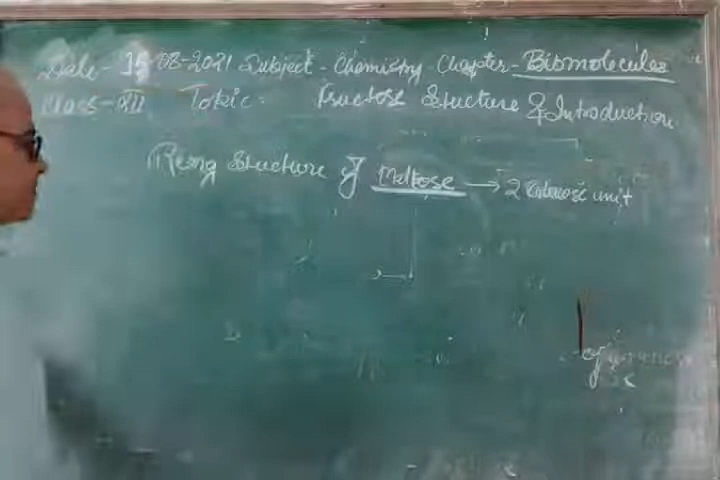 Date - 15-08-2021 Subject - Chemistry Chapter - Biomolecules
Class - XII Topic - Fructose Structure & Introduction
Ring Structure of Maltose → 2 Glucose unit